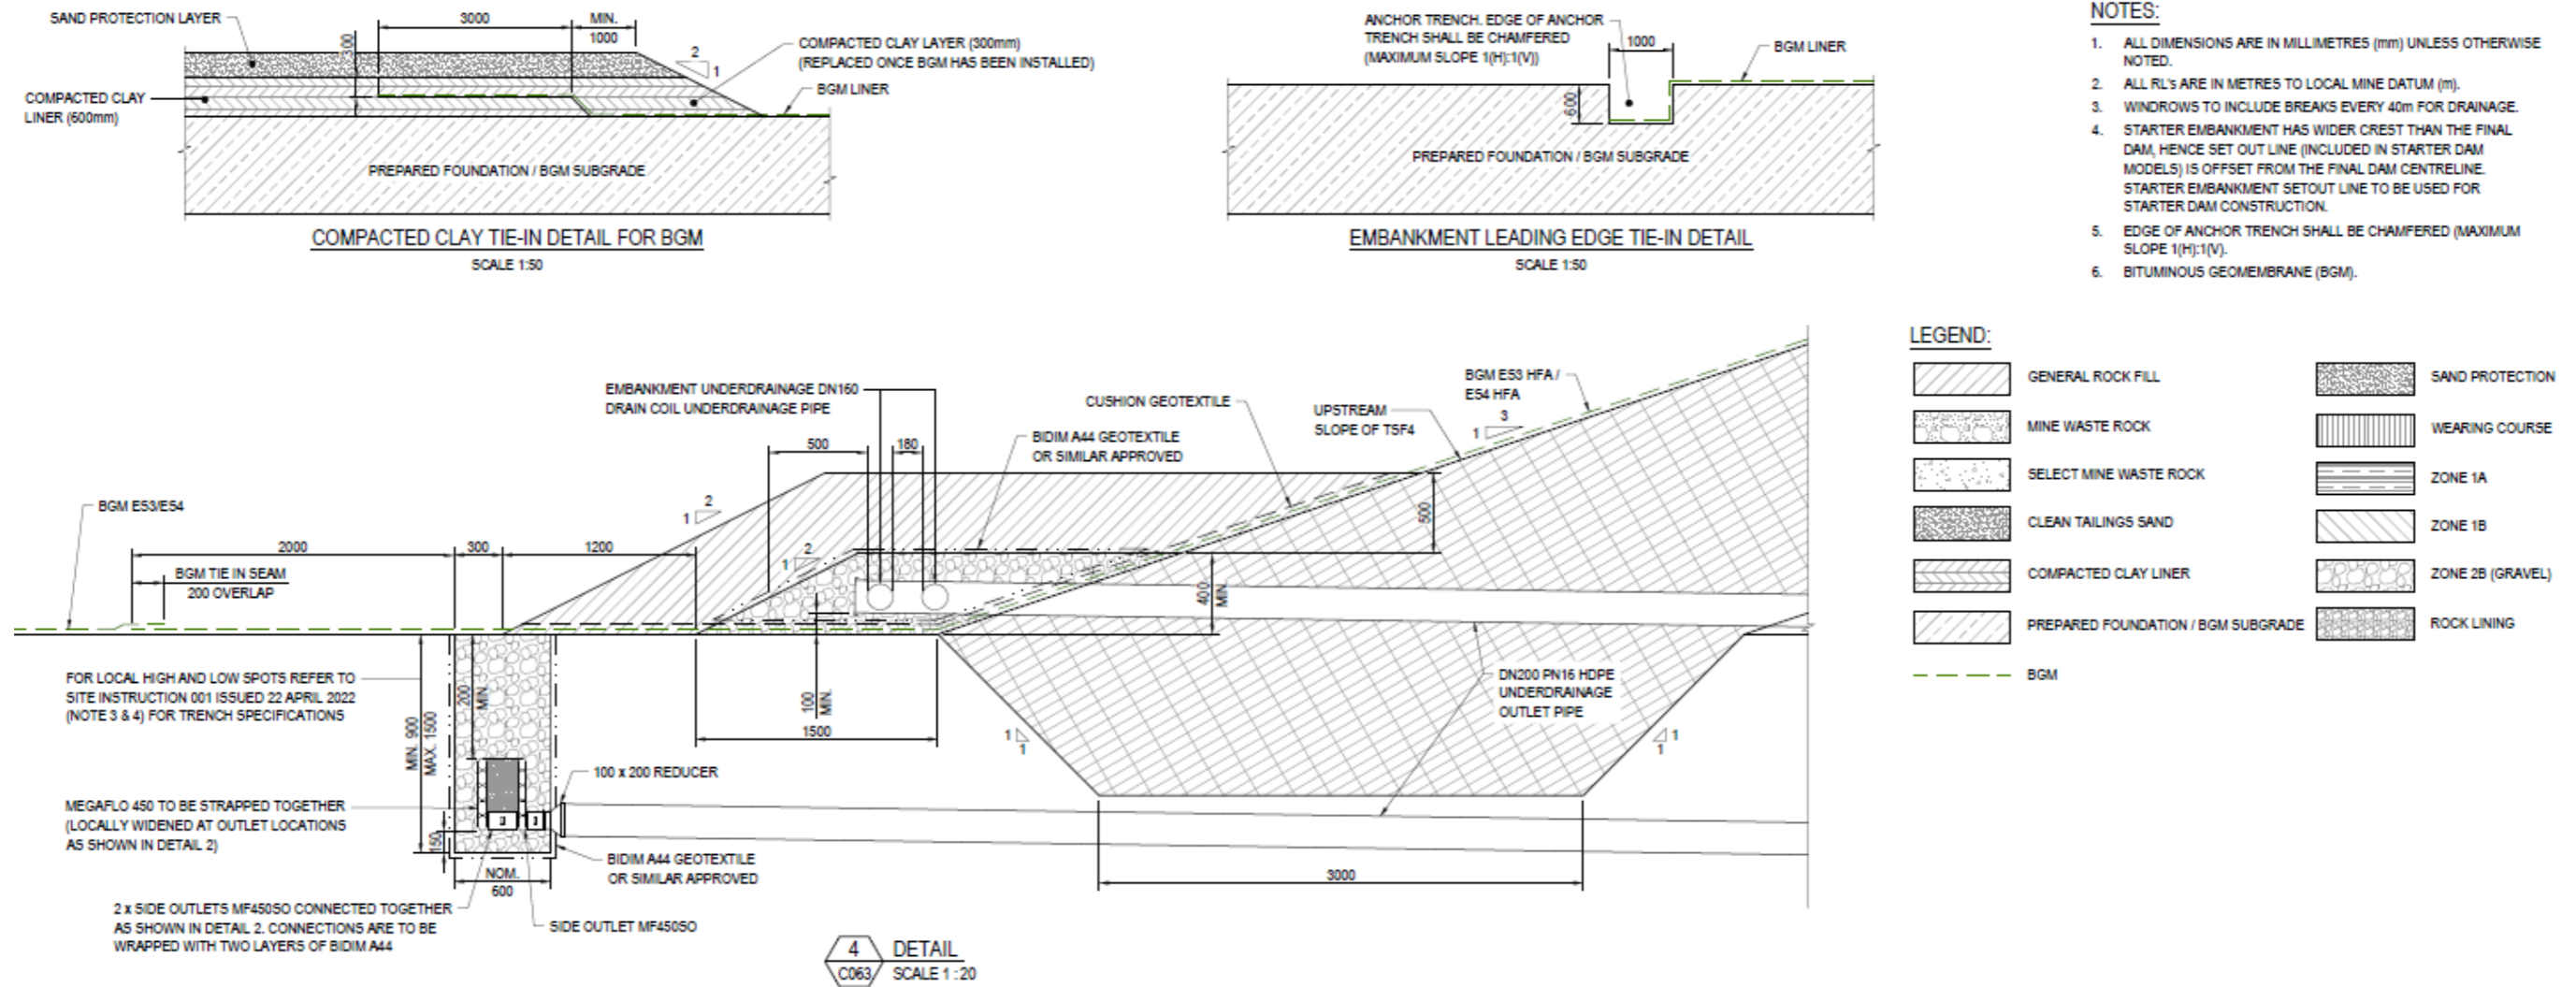 SAND PROTECTION LAYER
3000
MIN.
1000
300
2
1
COMPACTED CLAY LAYER (300mm)
(REPLACED ONCE BGM HAS BEEN INSTALLED)
BGM LINER
COMPACTED CLAY
LINER (600mm)
PREPARED FOUNDATION / BGM SUBGRADE
COMPACTED CLAY TIE-IN DETAIL FOR BGM
SCALE 1:50
ANCHOR TRENCH. EDGE OF ANCHOR
TRENCH SHALL BE CHAMFERED
(MAXIMUM SLOPE 1(H):1(V))
1000
BGM LINER
600
PREPARED FOUNDATION / BGM SUBGRADE
EMBANKMENT LEADING EDGE TIE-IN DETAIL
SCALE 1:50
NOTES:
1. ALL DIMENSIONS ARE IN MILLIMETRES (mm) UNLESS OTHERWISE
NOTED.
2. ALL RL's ARE IN METRES TO LOCAL MINE DATUM (m).
3. WINDROWS TO INCLUDE BREAKS EVERY 40m FOR DRAINAGE.
4. STARTER EMBANKMENT HAS WIDER CREST THAN THE FINAL
DAM, HENCE SET OUT LINE (INCLUDED IN STARTER DAM
MODELS) IS OFFSET FROM THE FINAL DAM CENTRELINE.
STARTER EMBANKMENT SETOUT LINE TO BE USED FOR
STARTER DAM CONSTRUCTION.
5. EDGE OF ANCHOR TRENCH SHALL BE CHAMFERED (MAXIMUM
SLOPE 1(H):1(V).
6. BITUMINOUS GEOMEMBRANE (BGM).
LEGEND:
GENERAL ROCK FILL
MINE WASTE ROCK
SELECT MINE WASTE ROCK
CLEAN TAILINGS SAND
COMPACTED CLAY LINER
PREPARED FOUNDATION / BGM SUBGRADE
BGM
SAND PROTECTION
WEARING COURSE
ZONE 1A
ZONE 1B
ZONE 2B (GRAVEL)
ROCK LINING
EMBANKMENT UNDERDRAINAGE DN160
DRAIN COIL UNDERDRAINAGE PIPE
CUSHION GEOTEXTILE
BIDIM A44 GEOTEXTILE
OR SIMILAR APPROVED
UPSTREAM
SLOPE OF TSF4
BGM ES3 HFA /
ES4 HFA
3
1
500
180
2
1
2
1
500
BGM ES3/ES4
2000
300
1200
BGM TIE IN SEAM
200 OVERLAP
400
MIN.
FOR LOCAL HIGH AND LOW SPOTS REFER TO
SITE INSTRUCTION 001 ISSUED 22 APRIL 2022
(NOTE 3 & 4) FOR TRENCH SPECIFICATIONS
MIN. 900
MAX. 1500
200
MIN.
100
MIN.
1500
DN200 PN16 HDPE
UNDERDRAINAGE
OUTLET PIPE
1
1
1
1
100 x 200 REDUCER
MEGAFLO 450 TO BE STRAPPED TOGETHER
(LOCALLY WIDENED AT OUTLET LOCATIONS
AS SHOWN IN DETAIL 2)
150
BIDIM A44 GEOTEXTILE
OR SIMILAR APPROVED
NOM.
600
3000
2 x SIDE OUTLETS MF450SO CONNECTED TOGETHER
AS SHOWN IN DETAIL 2. CONNECTIONS ARE TO BE
WRAPPED WITH TWO LAYERS OF BIDIM A44
SIDE OUTLET MF450SO
4
C063
DETAIL
SCALE 1 : 20